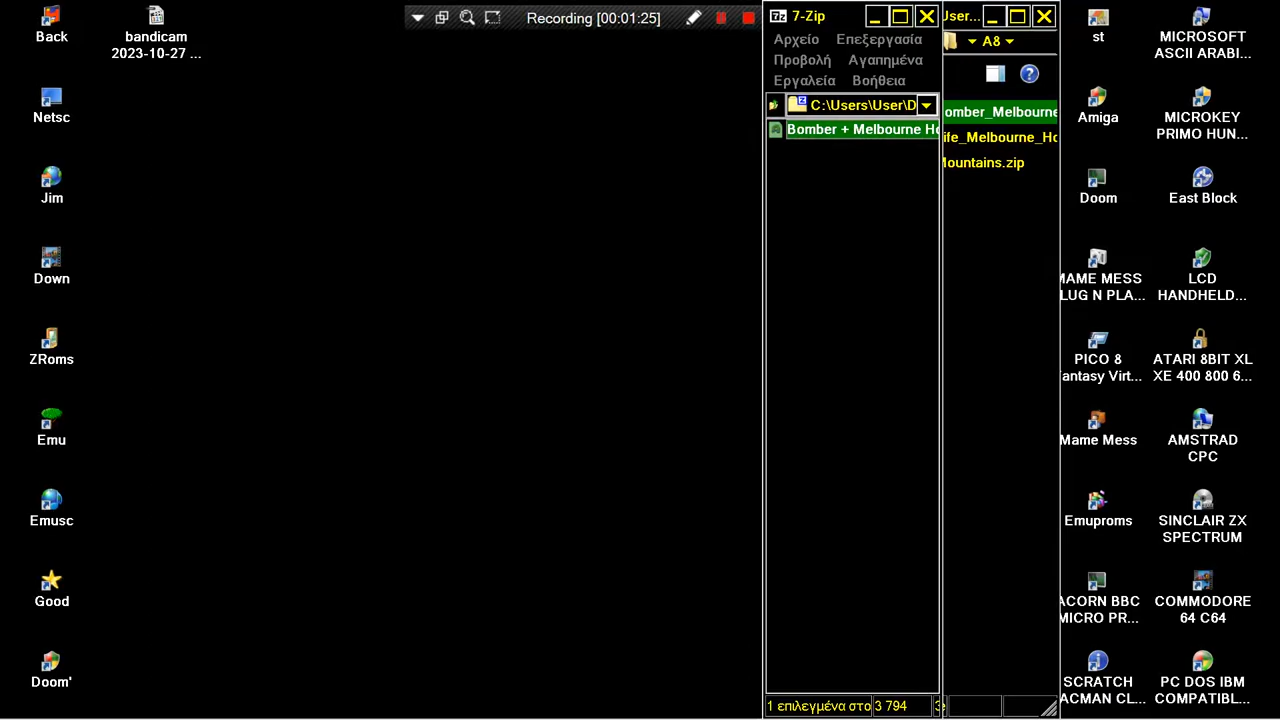 Back
bandicam
2023-10-27 ...
Netsc
Jim
Down
ZRoms
Emu
Emusc
Good
Doom'
Recording [00:01:25]
7-Zip
Αρχείο Επεξεργασία
Προβολή Αγαπημένα
Εργαλεία Βοήθεια
C:\Users\User\D
Bomber + Melbourne Ho
1 επιλεγμένα στο
3 794
User...
A8
omber_Melbourne
ife_Melbourne_Ho
Mountains.zip
st
Amiga
Doom
MAME MESS
LUG N PLA...
PICO 8
antasy Virt...
Mame Mess
Emuproms
ACORN BBC
MICRO PR...
SCRATCH
ACMAN CL...
MICROSOFT
ASCII ARABI...
MICROKEY
PRIMO HUN...
East Block
LCD
HANDHELD...
ATARI 8BIT XL
XE 400 800 6...
AMSTRAD
CPC
SINCLAIR ZX
SPECTRUM
COMMODORE
64 C64
PC DOS IBM
COMPATIBL...